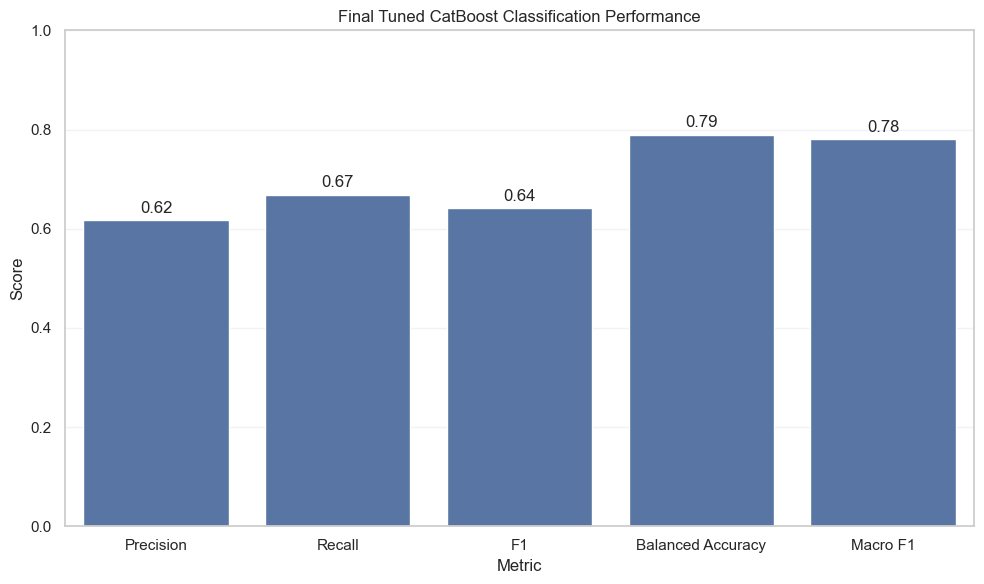 Final Tuned CatBoost Classification Performance
1.0
0.8
0.6
0.4
0.2
0.0
Score
0.62
0.67
0.64
0.79
0.78
Precision
Recall
F1
Balanced Accuracy
Macro F1
Metric